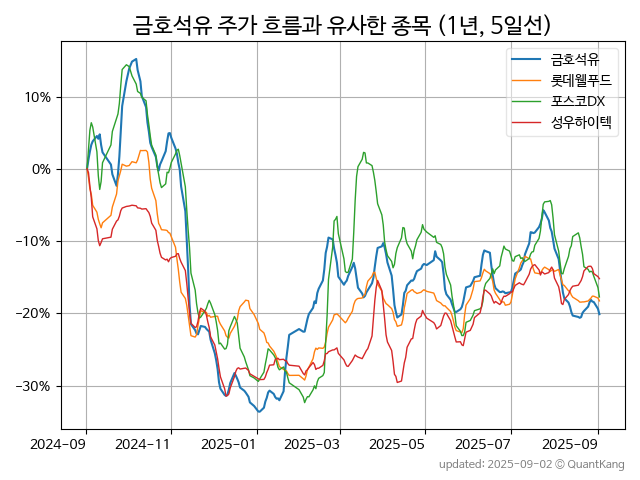 금호석유 주가 흐름과 유사한 종목 (1년, 5일선)
금호석유
롯데웰푸드
포스코DX
성우하이텍
10%
0%
−10%
−20%
−30%
2024-09
2024-11
2025-01
2025-03
2025-05
2025-07
2025-09
updated: 2025-09-02 © QuantKang